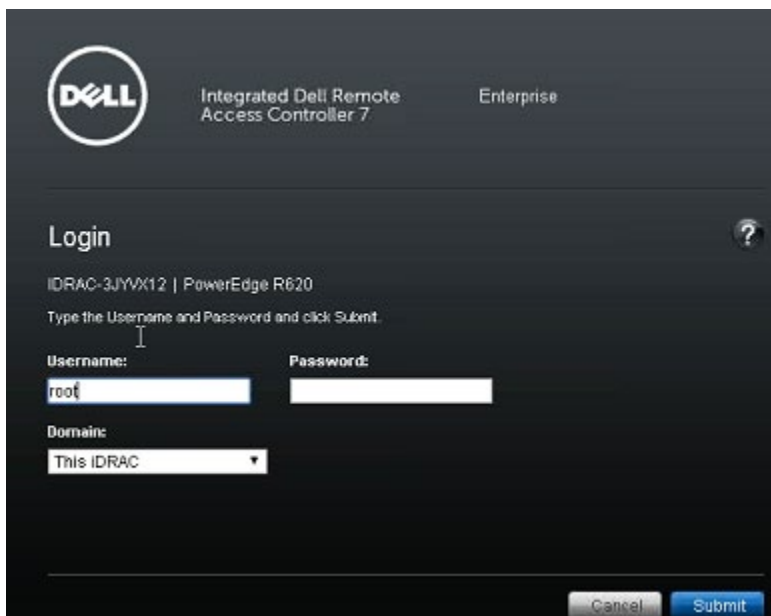 DELL
Integrated Dell Remote
Access Controller 7
Enterprise
Login
?
IDRAC-3JYVX12 | PowerEdge R620
Type the Username and Password and click Submit.
Username:
Password:
root
Domain:
This iDRAC
Cancel
Submit